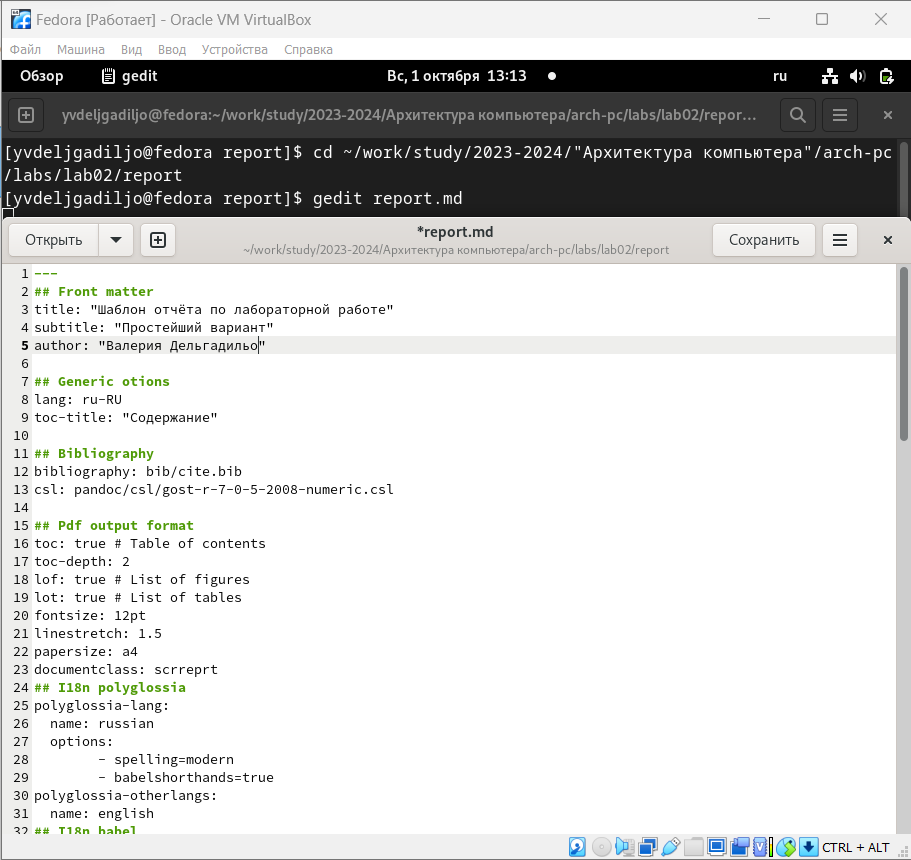 Fedora [Работает] - Oracle VM VirtualBox
Файл Машина Вид Ввод Устройства Справка
Обзор gedit Вс, 1 октября 13:13 ru
yvdeljgadiljo@fedora:~/work/study/2023-2024/Архитектура компьютера/arch-pc/labs/lab02/repor...
[yvdeljgadiljo@fedora report]$ cd ~/work/study/2023-2024/"Архитектура компьютера"/arch-pc
/labs/lab02/report
[yvdeljgadiljo@fedora report]$ gedit report.md
Открыть *report.md Сохранить
~/work/study/2023-2024/Архитектура компьютера/arch-pc/labs/lab02/report
1 ---
2 ## Front matter
3 title: "Шаблон отчёта по лабораторной работе"
4 subtitle: "Простейший вариант"
5 author: "Валерия Дельгадильо"
6
7 ## Generic otions
8 lang: ru-RU
9 toc-title: "Содержание"
10
11 ## Bibliography
12 bibliography: bib/cite.bib
13 csl: pandoc/csl/gost-r-7-0-5-2008-numeric.csl
14
15 ## Pdf output format
16 toc: true # Table of contents
17 toc-depth: 2
18 lof: true # List of figures
19 lot: true # List of tables
20 fontsize: 12pt
21 linestretch: 1.5
22 papersize: a4
23 documentclass: scrreprt
24 ## I18n polyglossia
25 polyglossia-lang:
26 name: russian
27 options:
28 - spelling=modern
29 - babelshorthands=true
30 polyglossia-otherlangs:
31 name: english
32 ## I18n babel
CTRL + ALT